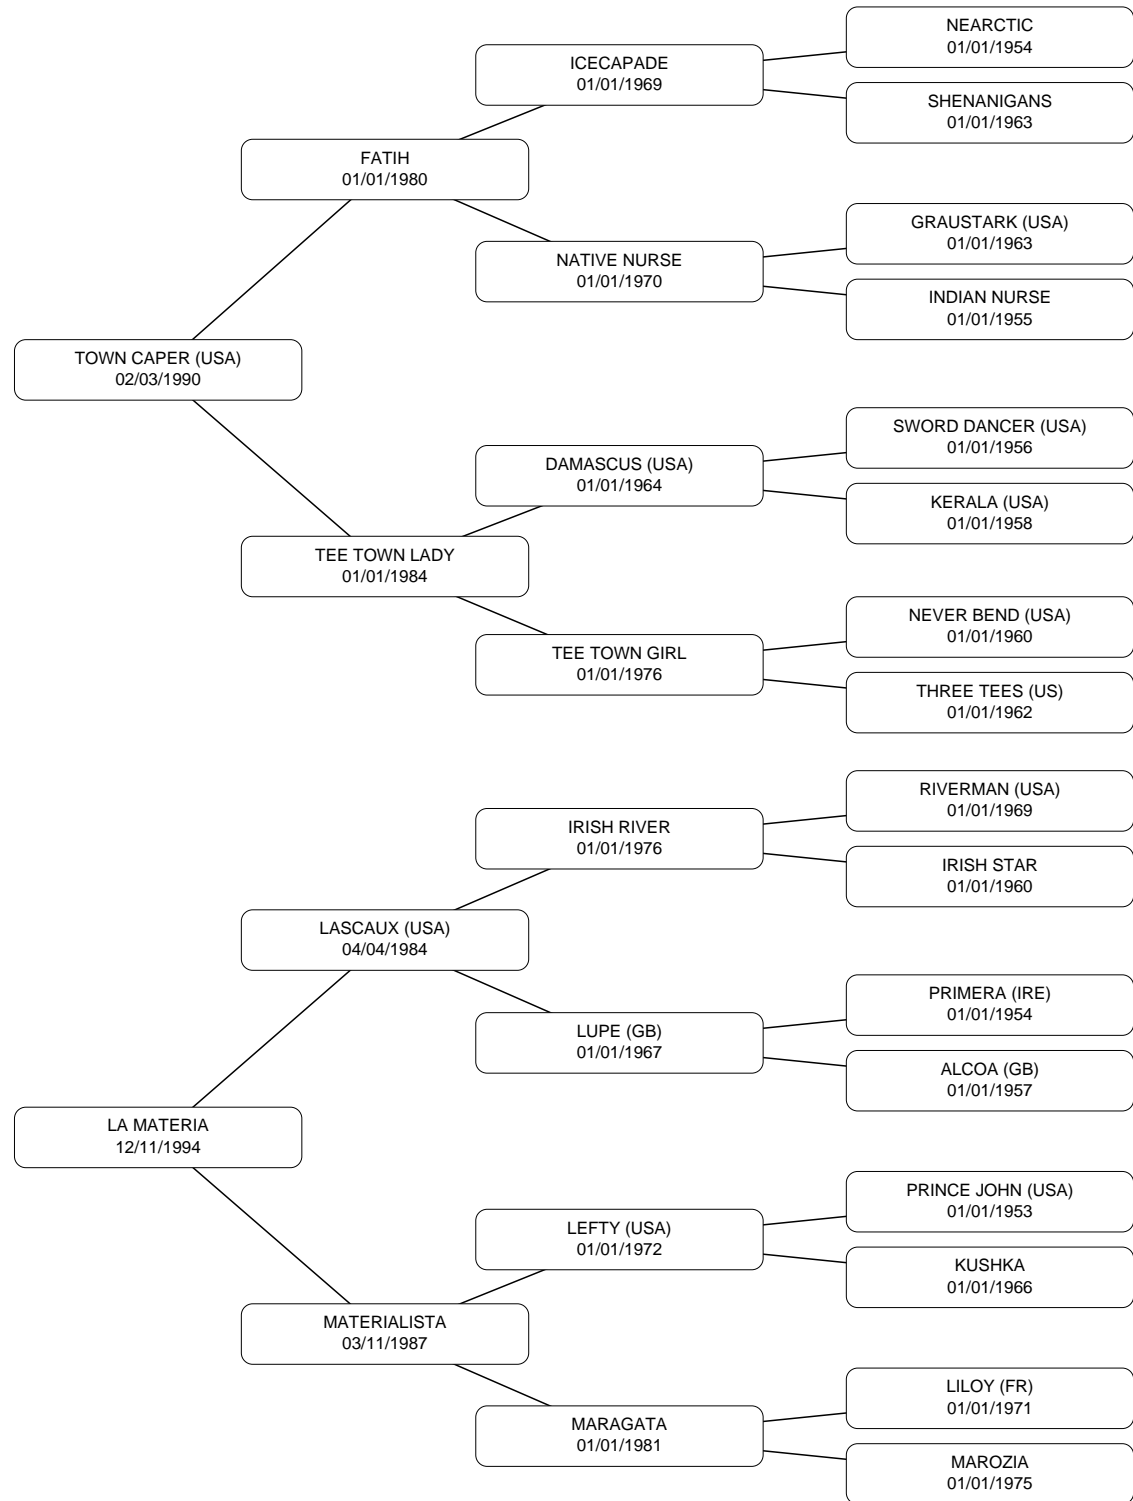 NEARCTIC
01/01/1954
ICECAPADE
01/01/1969
SHENANIGANS
01/01/1963
FATIH
01/01/1980
GRAUSTARK (USA)
01/01/1963
NATIVE NURSE
01/01/1970
INDIAN NURSE
01/01/1955
TOWN CAPER (USA)
02/03/1990
SWORD DANCER (USA)
01/01/1956
DAMASCUS (USA)
01/01/1964
KERALA (USA)
01/01/1958
TEE TOWN LADY
01/01/1984
NEVER BEND (USA)
01/01/1960
TEE TOWN GIRL
01/01/1976
THREE TEES (US)
01/01/1962
RIVERMAN (USA)
01/01/1969
IRISH RIVER
01/01/1976
IRISH STAR
01/01/1960
LASCAUX (USA)
04/04/1984
PRIMERA (IRE)
01/01/1954
LUPE (GB)
01/01/1967
ALCOA (GB)
01/01/1957
LA MATERIA
12/11/1994
PRINCE JOHN (USA)
01/01/1953
LEFTY (USA)
01/01/1972
KUSHKA
01/01/1966
MATERIALISTA
03/11/1987
LILOY (FR)
01/01/1971
MARAGATA
01/01/1981
MAROZIA
01/01/1975